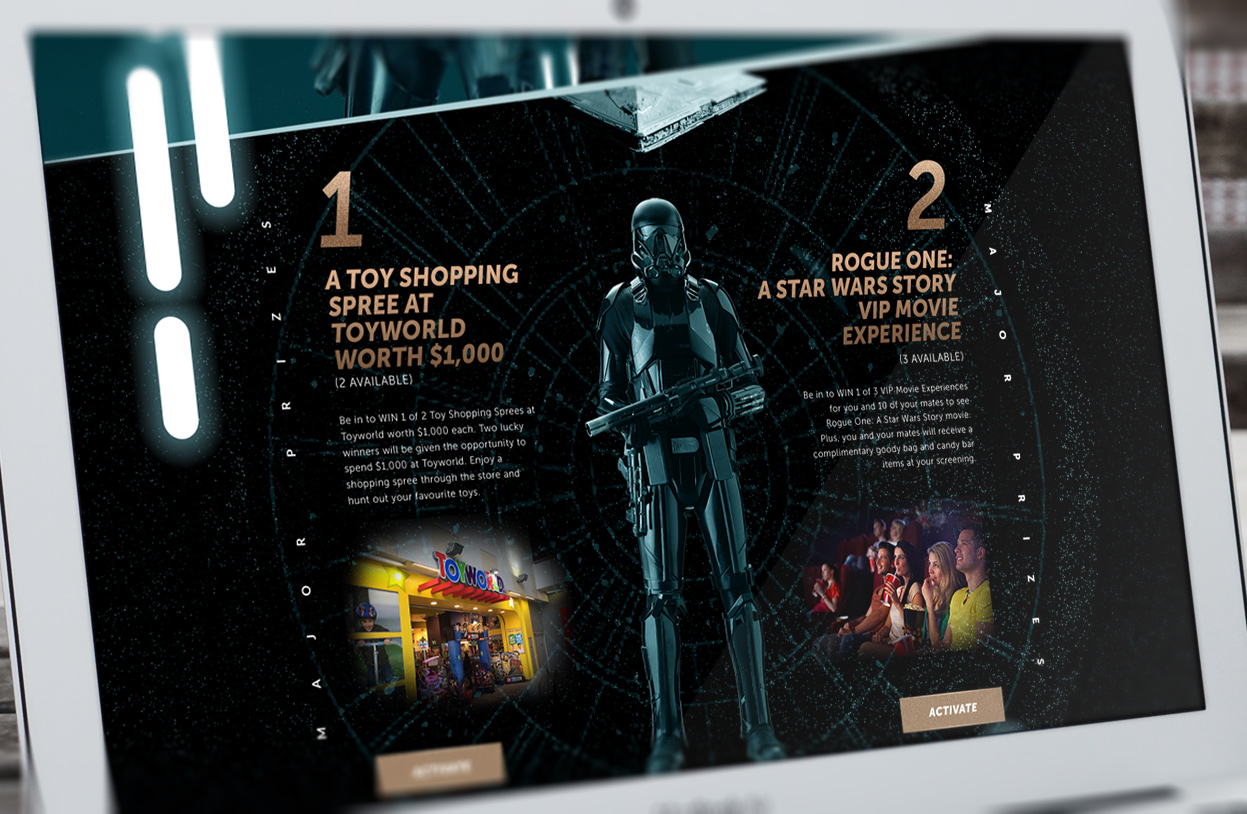 1
A TOY SHOPPING
SPREE AT
TOYWORLD
WORTH $1,000
(2 AVAILABLE)
Be in to WIN 1 of 2 Toy Shopping Sprees at
Toyworld worth $1,000 each. Two lucky
winners will be given the opportunity to
spend $1,000 at Toyworld. Enjoy a
shopping spree through the store and
hunt out your favourite toys.
TOYWORLD
ACTIVATE
MAJOR PRIZES
2
ROGUE ONE:
A STAR WARS STORY
VIP MOVIE
EXPERIENCE
(3 AVAILABLE)
Be in to WIN 1 of 3 VIP Movie Experiences
for you and 10 of your mates to see
Rogue One: A Star Wars Story movie.
Plus, you and your mates will receive a
complimentary goody bag and candy bar
items at your screening.
ACTIVATE
MAJOR PRIZES